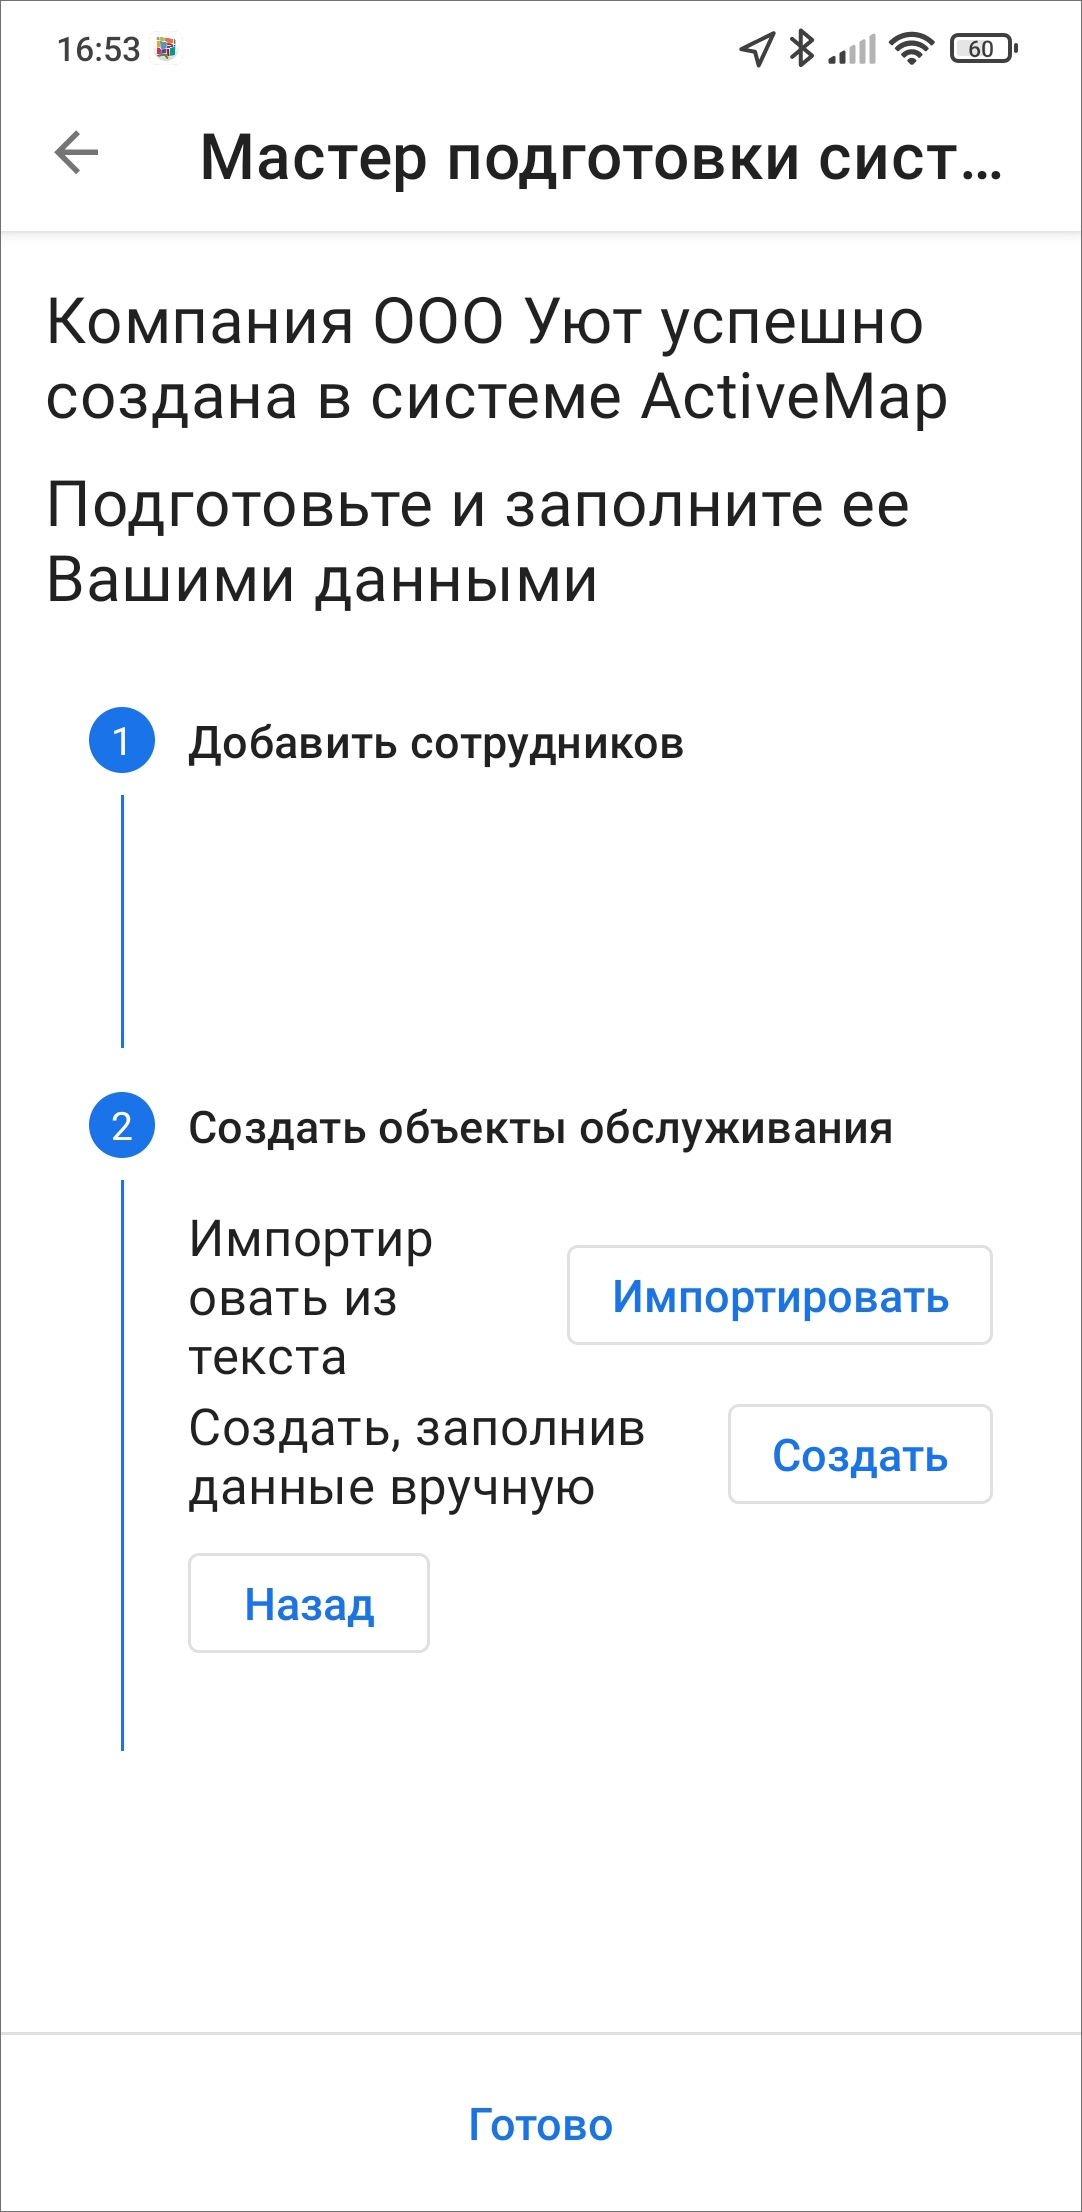 16:53
60
Мастер подготовки сист...
Компания ООО Уют успешно
создана в системе ActiveMap
Подготовьте и заполните ее
Вашими данными
1 Добавить сотрудников
2 Создать объекты обслуживания
Импортир
овать из
текста
Импортировать
Создать, заполнив
данные вручную
Создать
Назад
Готово